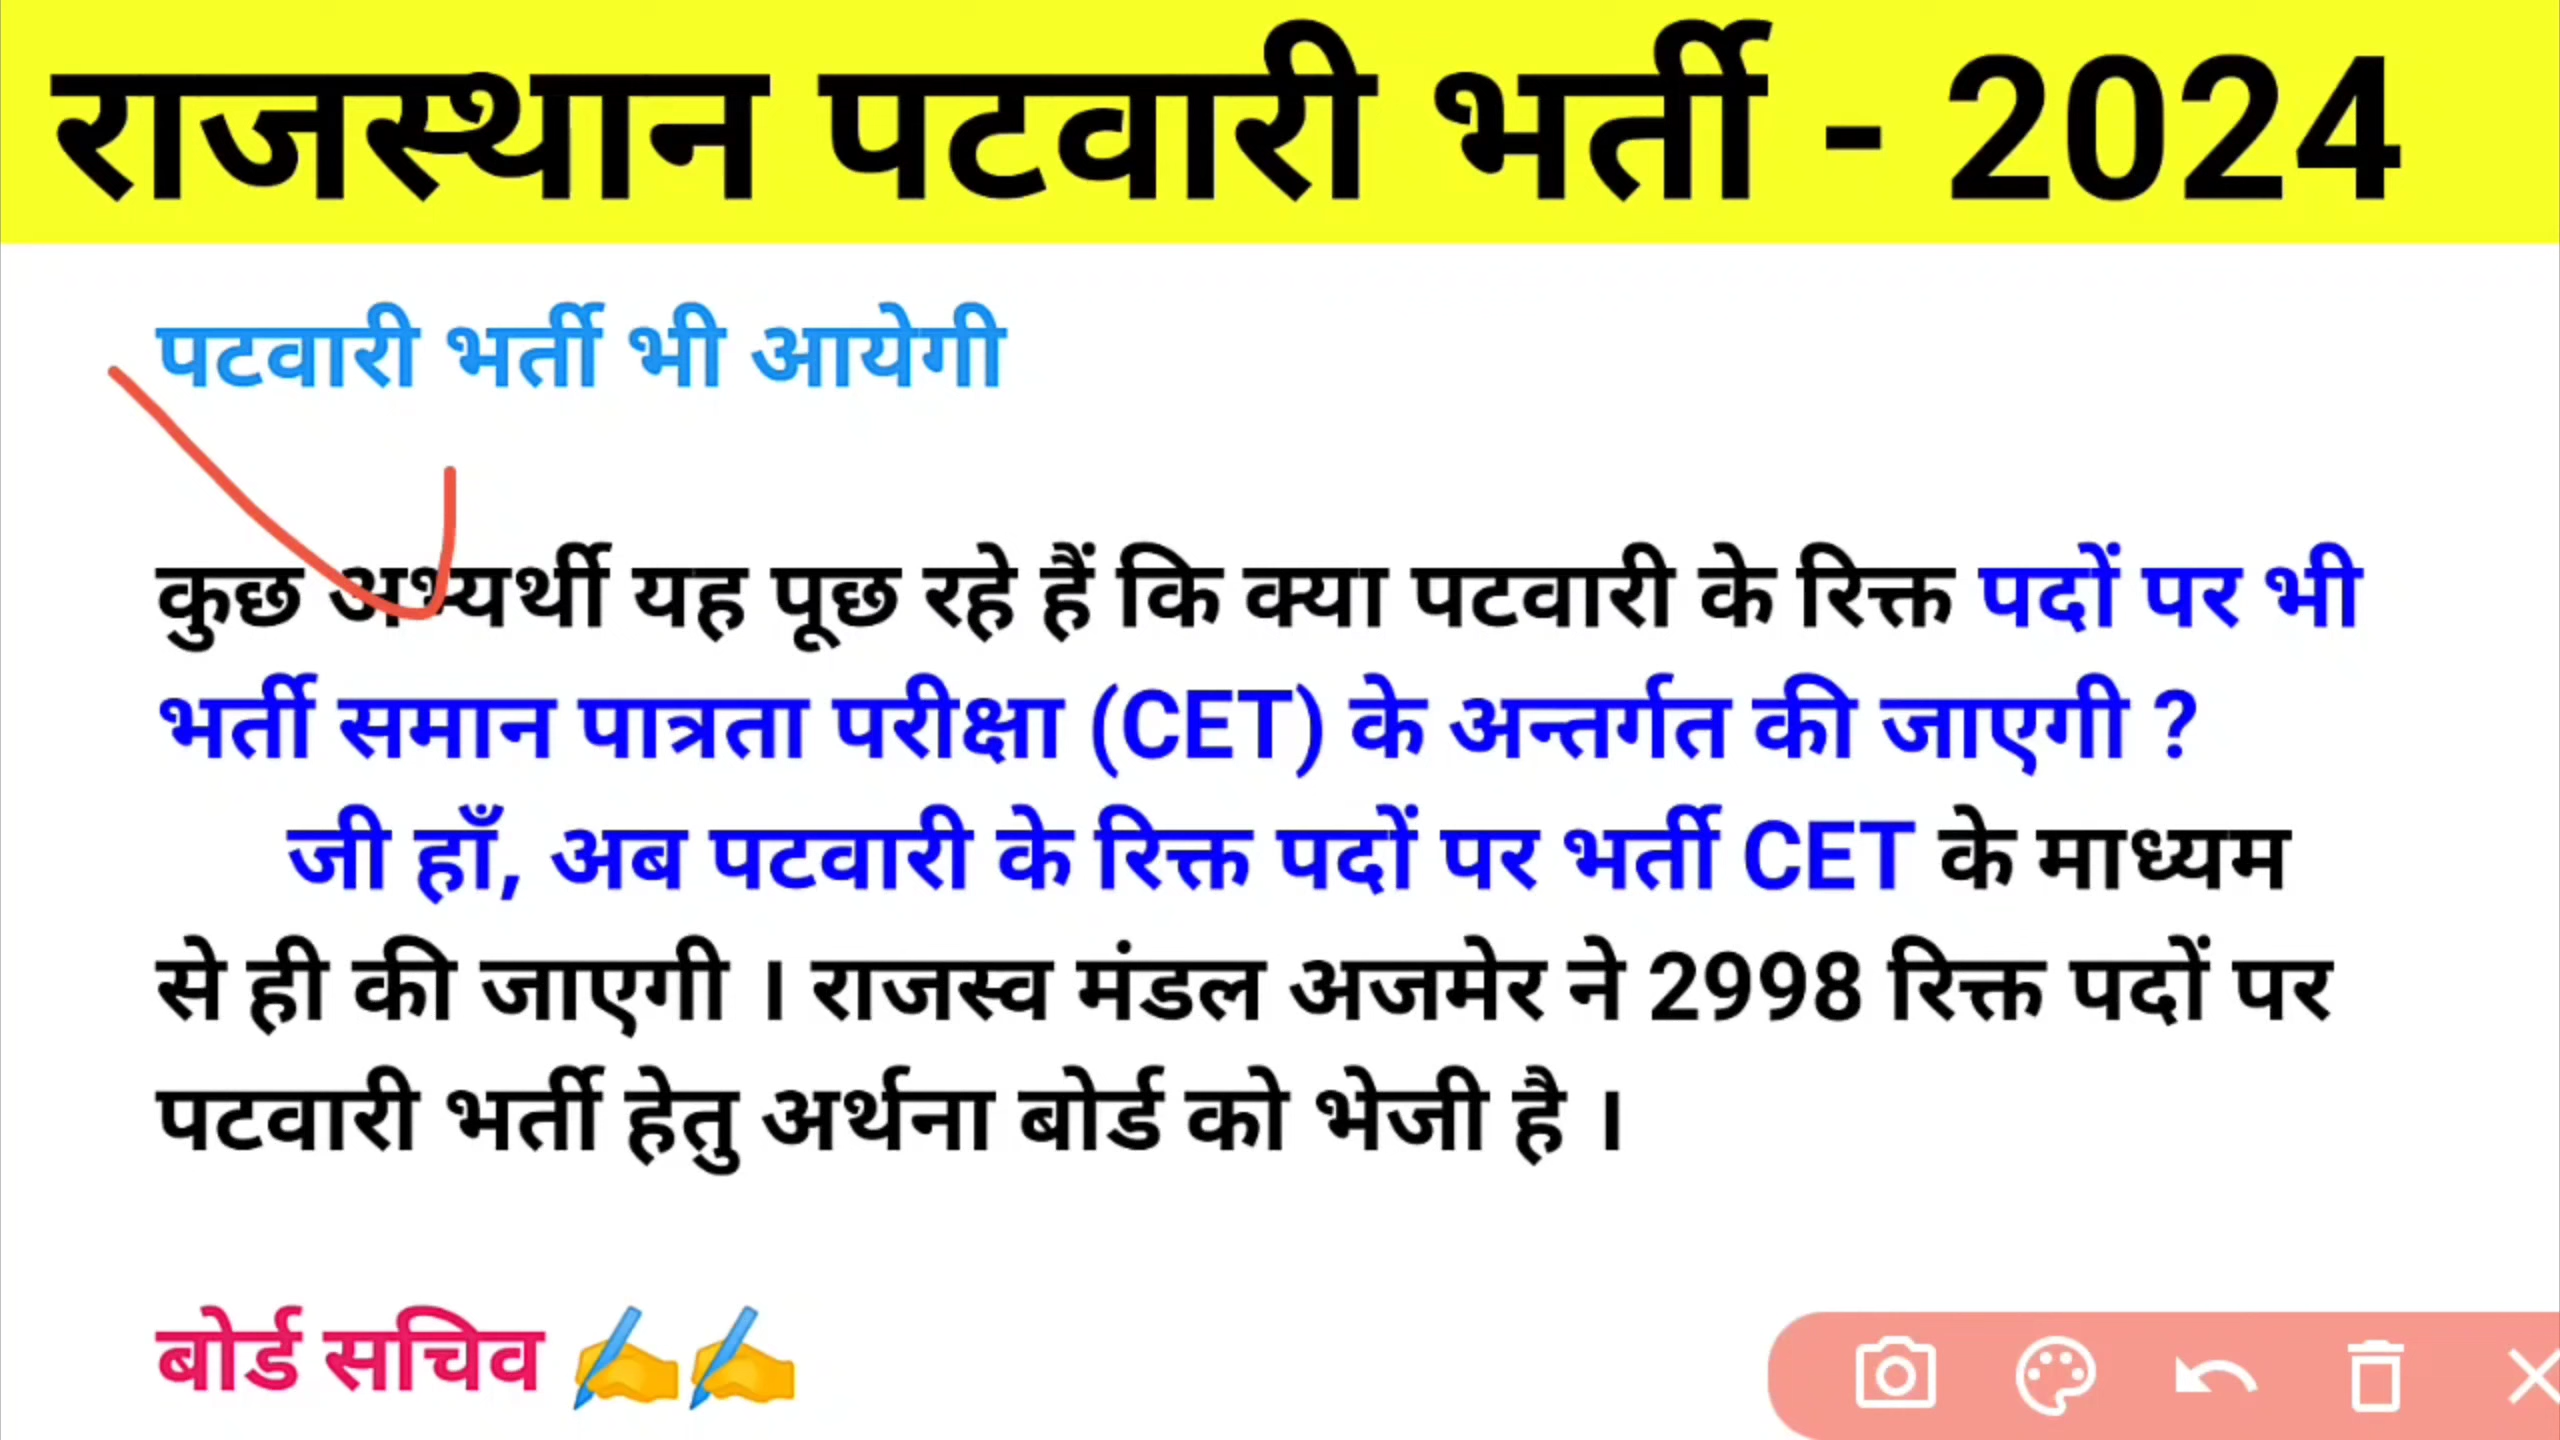 राजस्थान पटवारी भर्ती - 2024
पटवारी भर्ती भी आयेगी
कुछ अभ्यर्थी यह पूछ रहे हैं कि क्या पटवारी के रिक्त पदों पर भी
भर्ती समान पात्रता परीक्षा (CET) के अन्तर्गत की जाएगी ?
जी हाँ, अब पटवारी के रिक्त पदों पर भर्ती CET के माध्यम
से ही की जाएगी । राजस्व मंडल अजमेर ने 2998 रिक्त पदों पर
पटवारी भर्ती हेतु अर्थना बोर्ड को भेजी है ।
बोर्ड सचिव ✍✍